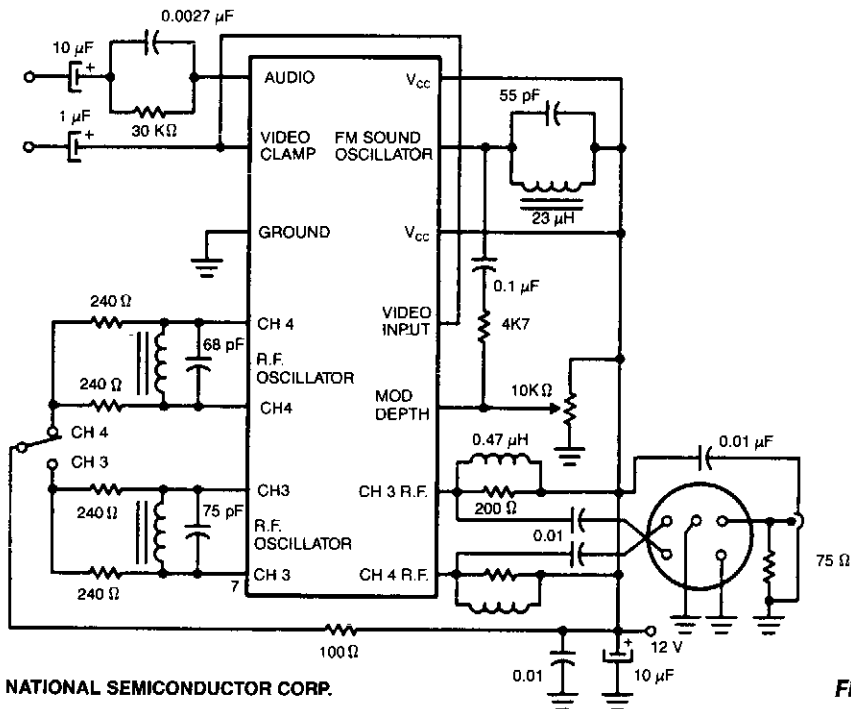 0.0027 µF
10 µF
+
30 KΩ
1 µF
+
AUDIO
VIDEO
CLAMP
GROUND
CH 4
R.F.
OSCILLATOR
CH4
CH3
R.F.
OSCILLATOR
CH 3
7
V_CC
FM SOUND
OSCILLATOR
V_CC
VIDEO
INPUT
MOD
DEPTH
CH 3 R.F.
CH 4 R.F.
55 pF
23 µH
0.1 µF
4K7
10KΩ
240 Ω
68 pF
240 Ω
CH 4
CH 3
240 Ω
75 pF
240 Ω
0.47 µH
200 Ω
0.01
0.01 µF
75 Ω
100Ω
12 V
0.01
+
10 µF
NATIONAL SEMICONDUCTOR CORP.